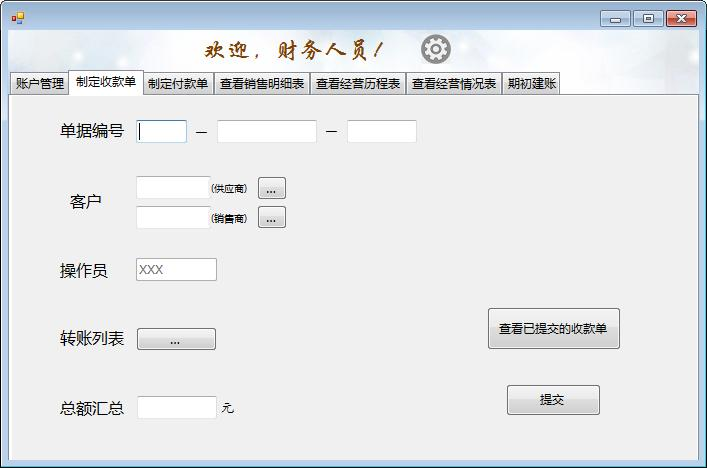 欢迎，财务人员！
账户管理 制定收款单 制定付款单 查看销售明细表 查看经营历程表 查看经营情况表 期初建账
单据编号 — —
客户 (供应商) ...
(销售商) ...
操作员 XXX
转账列表 ...
查看已提交的收款单
总额汇总 元
提交